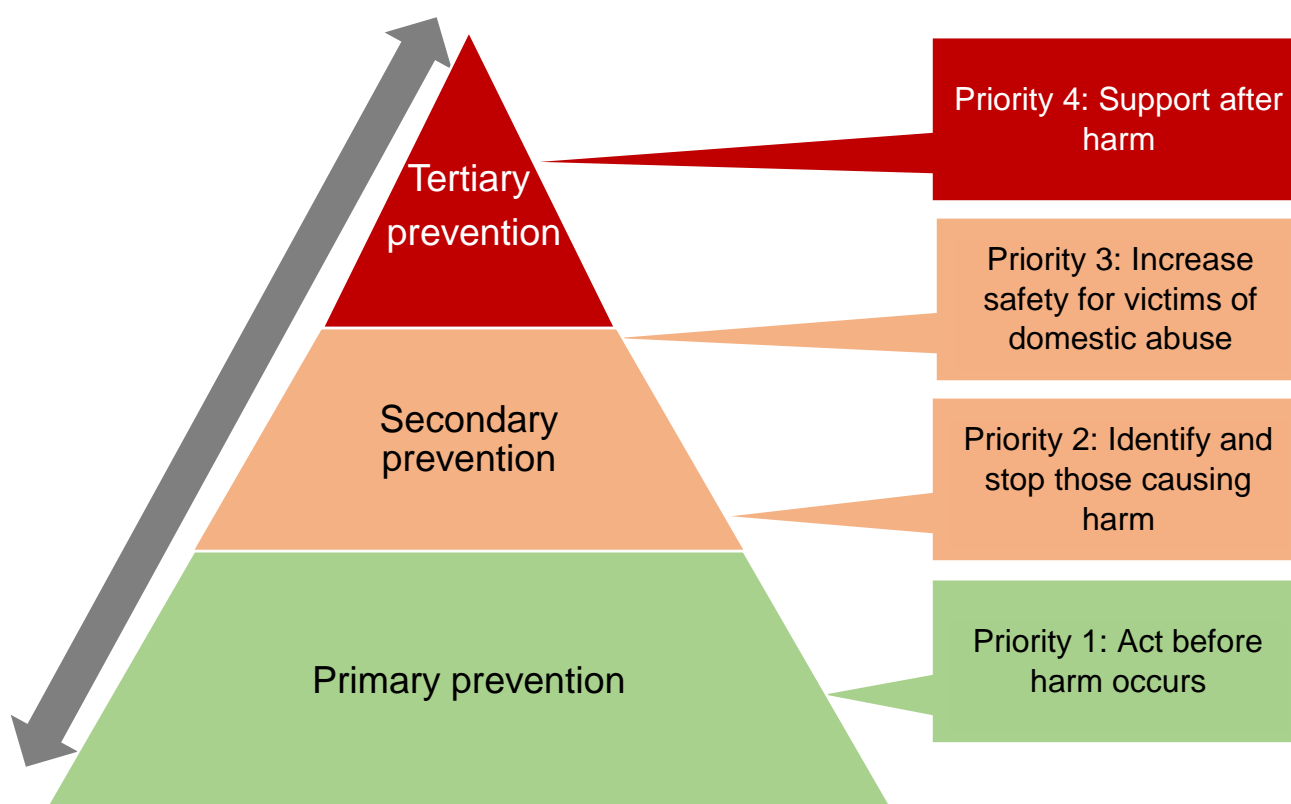 Tertiary
prevention
Secondary
prevention
Primary prevention
Priority 4: Support after
harm
Priority 3: Increase
safety for victims of
domestic abuse
Priority 2: Identify and
stop those causing
harm
Priority 1: Act before
harm occurs